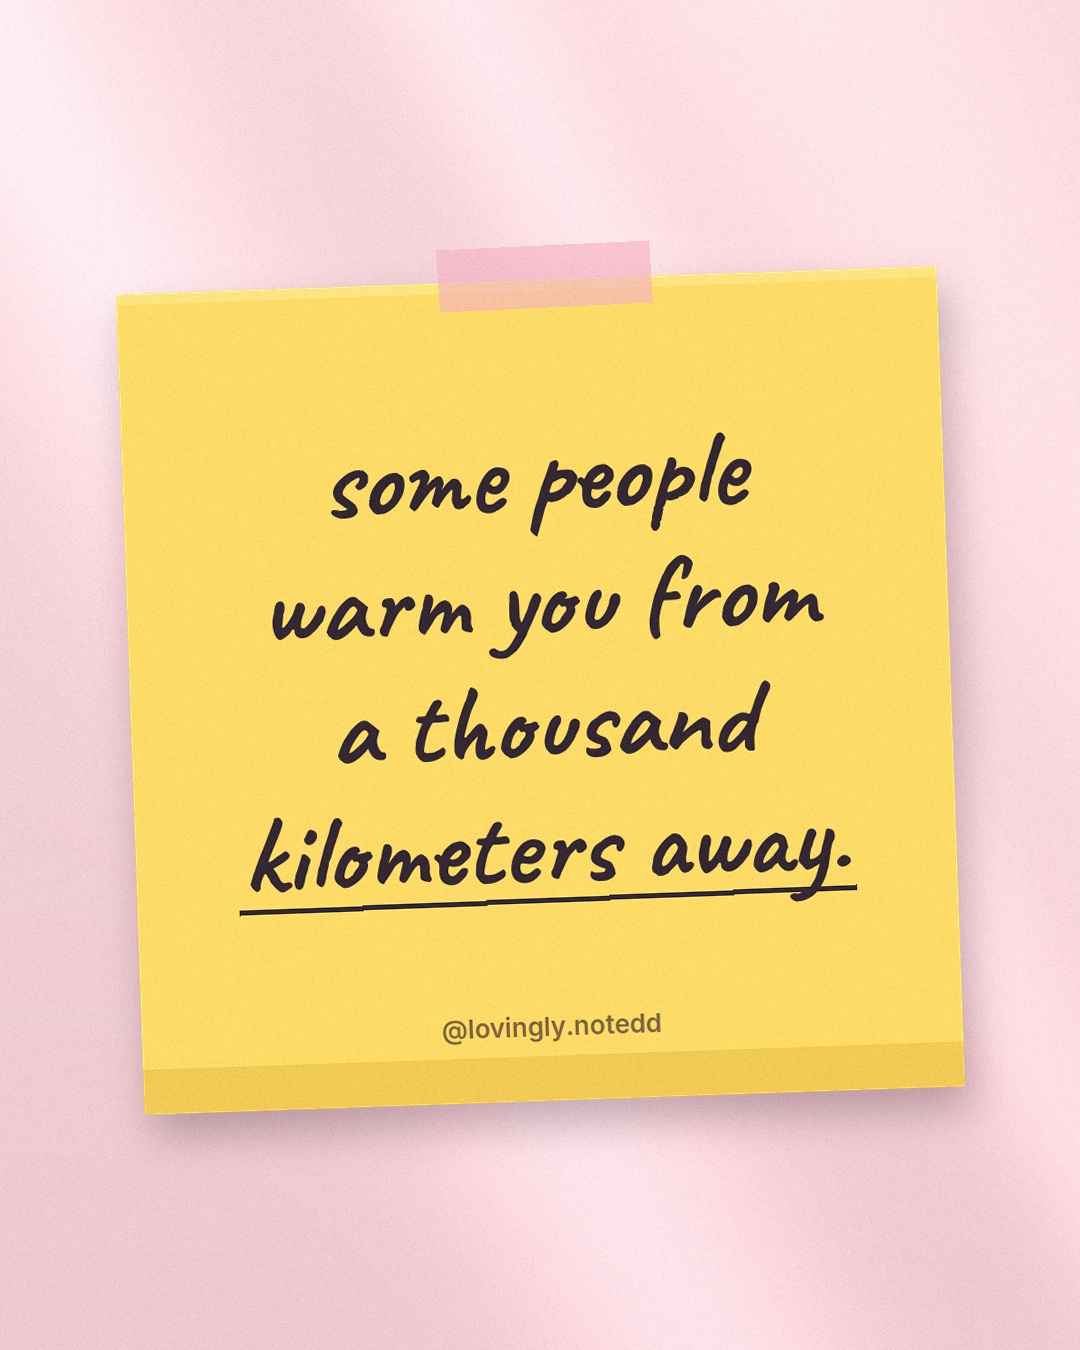 some people
warm you from
a thousand
kilometers away.
@lovingly.notedd